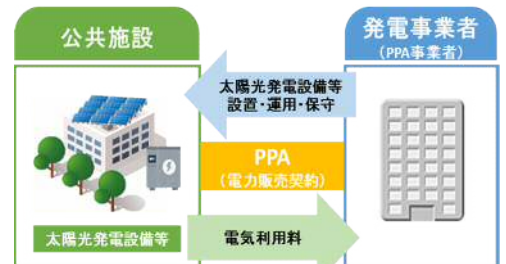 公共施設
発電事業者
(PPA事業者)
太陽光発電設備等
設置・運用・保守
PPA
(電力販売契約)
太陽光発電設備等
電気利用料